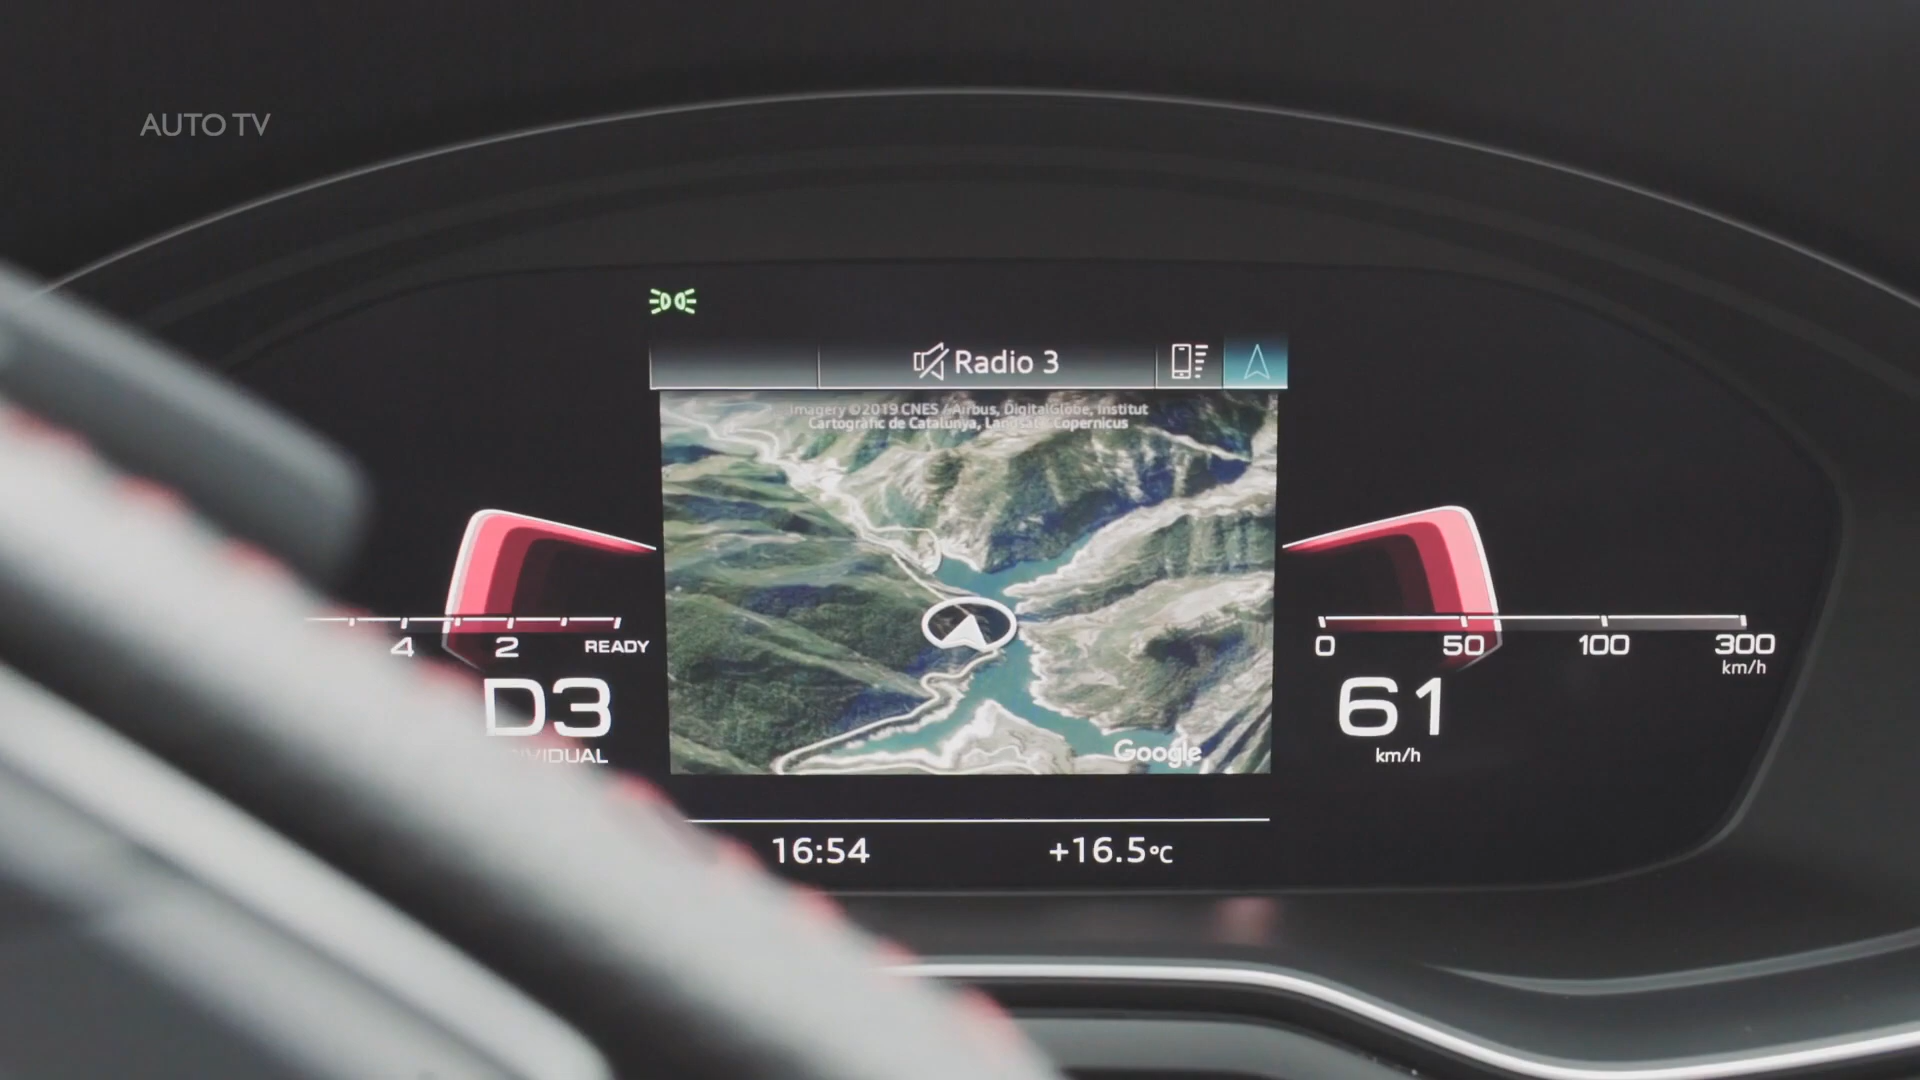 AUTO TV
Radio 3
Imagery ©2019 CNES / Airbus, DigitalGlobe, Institut
Cartogràfic de Catalunya, Landsat / Copernicus
4 2 READY
0 50 100 300
km/h
D3
61
km/h
Google
16:54 +16.5°C